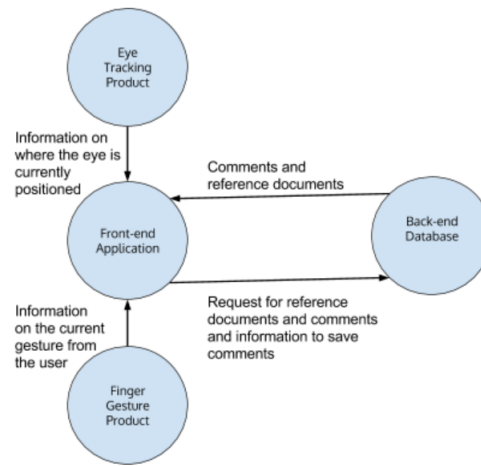 Eye
Tracking
Product
Information on
where the eye is
currently
positioned
Comments and
reference documents
Front-end
Application
Back-end
Database
Information
on the current
gesture from
the user
Request for reference
documents and comments
and information to save
comments
Finger
Gesture
Product